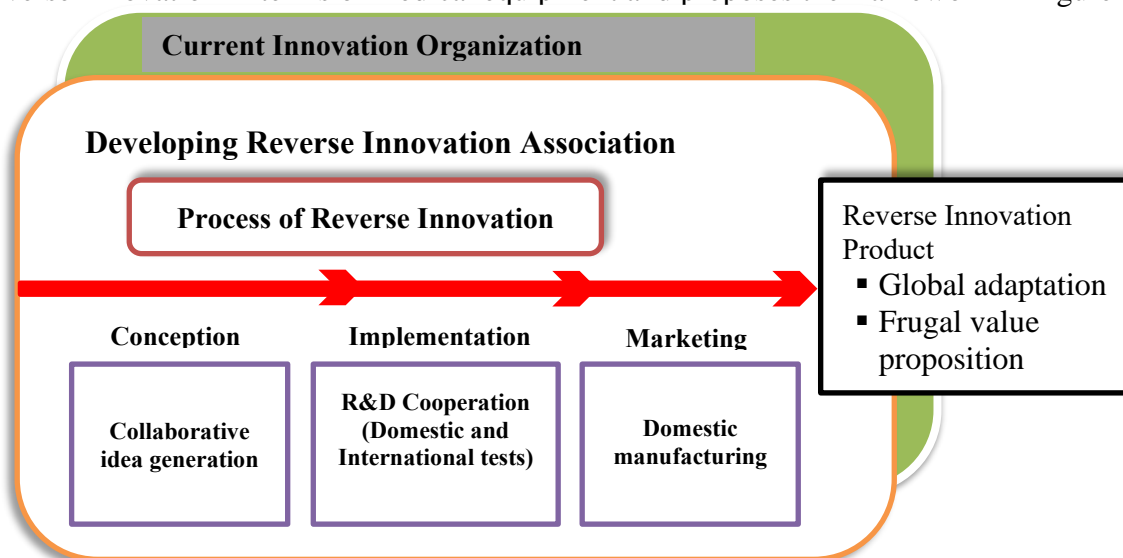 Current Innovation Organization
Developing Reverse Innovation Association
Process of Reverse Innovation
Reverse Innovation
Product
▪ Global adaptation
▪ Frugal value
proposition
Conception
Implementation
Marketing
Collaborative
idea generation
R&D Cooperation
(Domestic and
International tests)
Domestic
manufacturing